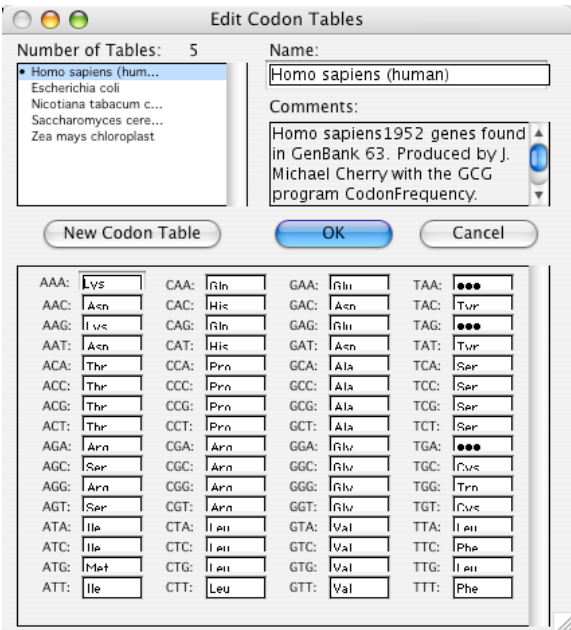 Edit Codon Tables
Number of Tables: 5
• Homo sapiens (hum...
Escherichia coli
Nicotiana tabacum c...
Saccharomyces cere...
Zea mays chloroplast
Name:
Homo sapiens (human)
Comments:
Homo sapiens1952 genes found
in GenBank 63. Produced by J.
Michael Cherry with the GCG
program CodonFrequency.
New Codon Table OK Cancel
AAA: Lys CAA: Gln GAA: Glu TAA: •••
AAC: Asn CAC: His GAC: Asp TAC: Tyr
AAG: Lys CAG: Gln GAG: Glu TAG: •••
AAT: Asn CAT: His GAT: Asp TAT: Tyr
ACA: Thr CCA: Pro GCA: Ala TCA: Ser
ACC: Thr CCC: Pro GCC: Ala TCC: Ser
ACG: Thr CCG: Pro GCG: Ala TCG: Ser
ACT: Thr CCT: Pro GCT: Ala TCT: Ser
AGA: Arg CGA: Arg GGA: Gly TGA: •••
AGC: Ser CGC: Arg GGC: Gly TGC: Cys
AGG: Arg CGG: Arg GGG: Gly TGG: Trp
AGT: Ser CGT: Arg GGT: Gly TGT: Cys
ATA: Ile CTA: Leu GTA: Val TTA: Leu
ATC: Ile CTC: Leu GTC: Val TTC: Phe
ATG: Met CTG: Leu GTG: Val TTG: Leu
ATT: Ile CTT: Leu GTT: Val TTT: Phe